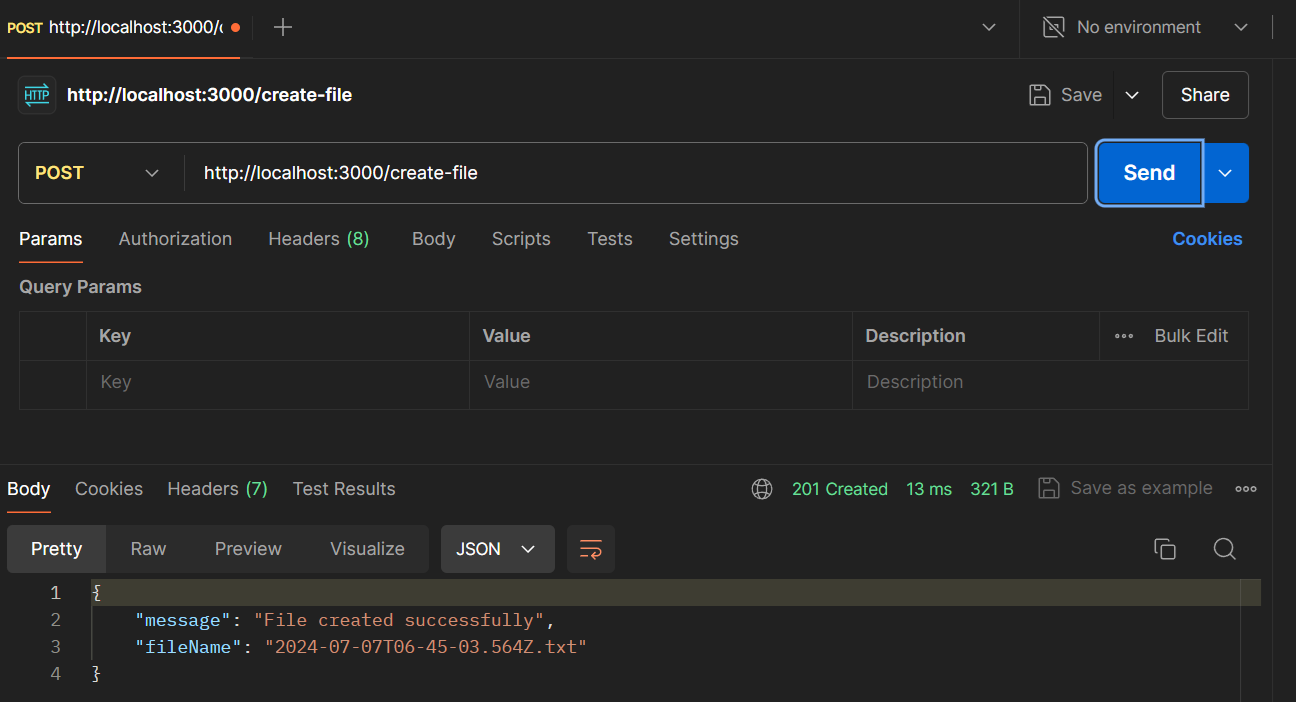 POST http://localhost:3000/
No environment
HTTP http://localhost:3000/create-file
Save
Share
POST http://localhost:3000/create-file
Send
Params Authorization Headers (8) Body Scripts Tests Settings Cookies
Query Params
Key Value Description ••• Bulk Edit
Key Value Description
Body Cookies Headers (7) Test Results 201 Created 13 ms 321 B Save as example
Pretty Raw Preview Visualize JSON
1 {
2 "message": "File created successfully",
3 "fileName": "2024-07-07T06-45-03.564Z.txt"
4 }